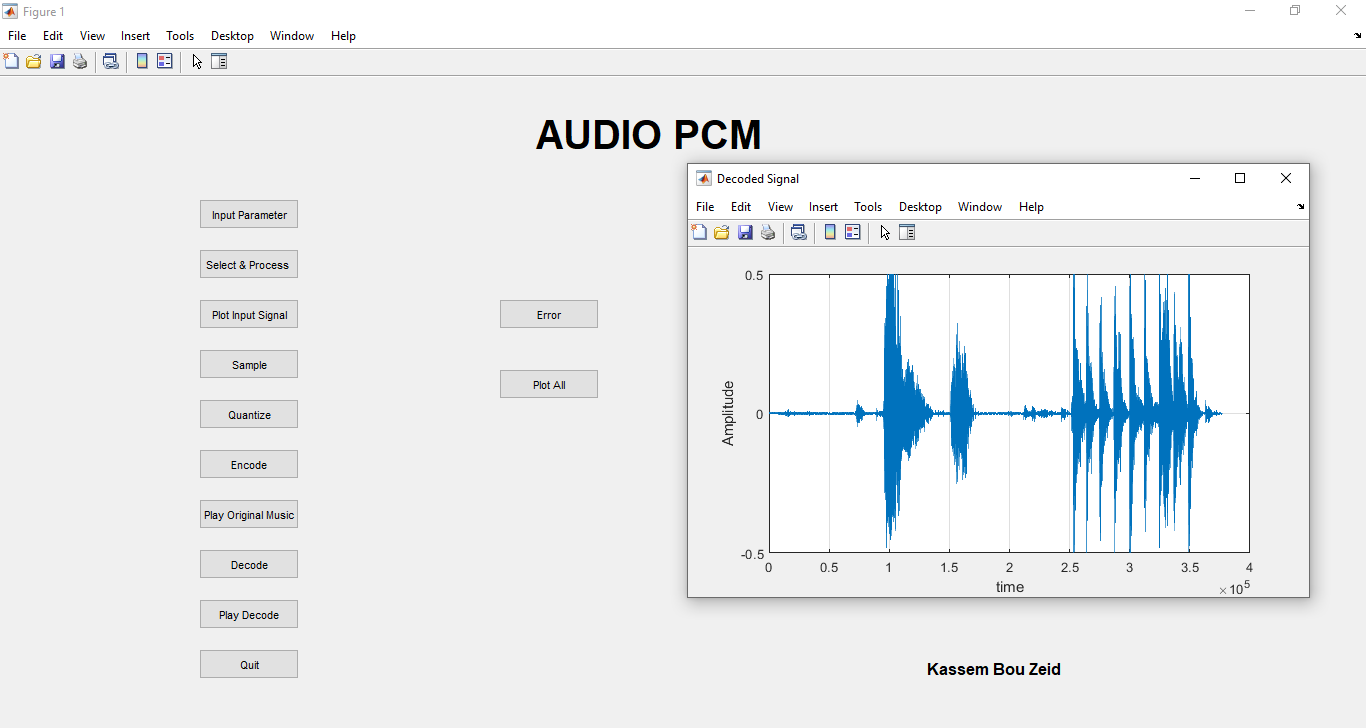 Figure 1
File Edit View Insert Tools Desktop Window Help
AUDIO PCM
Input Parameter
Select & Process
Plot Input Signal
Sample
Quantize
Encode
Play Original Music
Decode
Play Decode
Quit
Error
Plot All
Decoded Signal
File Edit View Insert Tools Desktop Window Help
0.5
0
-0.5
Amplitude
0 0.5 1 1.5 2 2.5 3 3.5 4
time
×10^5
Kassem Bou Zeid